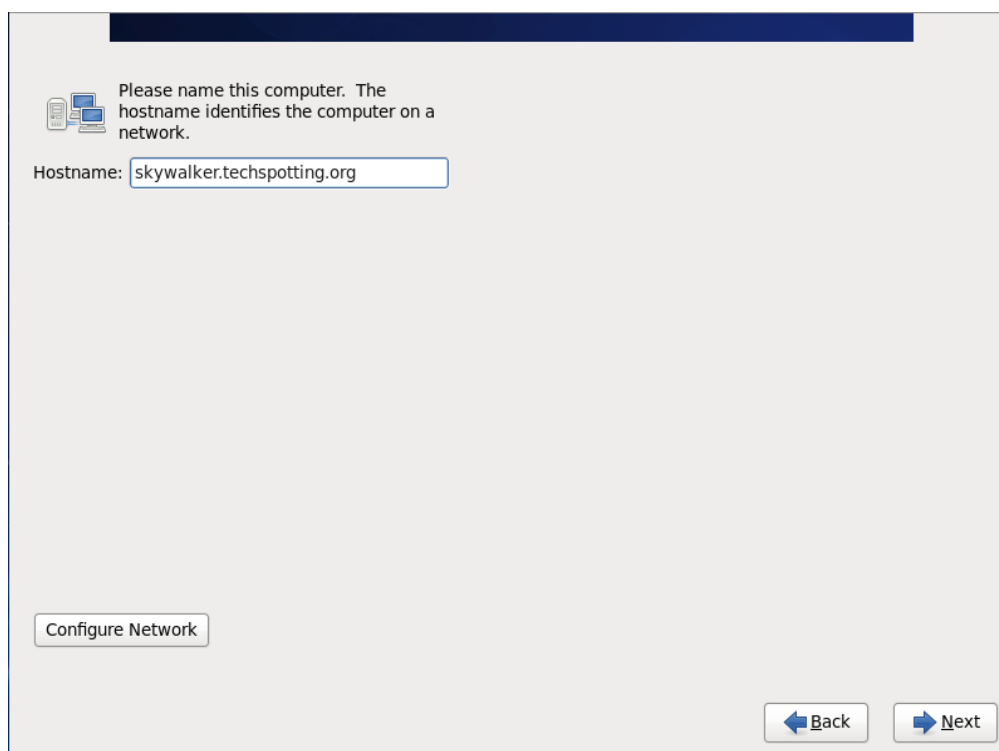 Please name this computer.  The
hostname identifies the computer on a
network.
Hostname: skywalker.techspotting.org
Configure Network
Back
Next